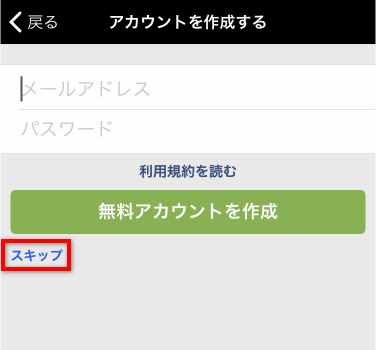 戻る アカウントを作成する
メールアドレス
パスワード
利用規約を読む
無料アカウントを作成
スキップ